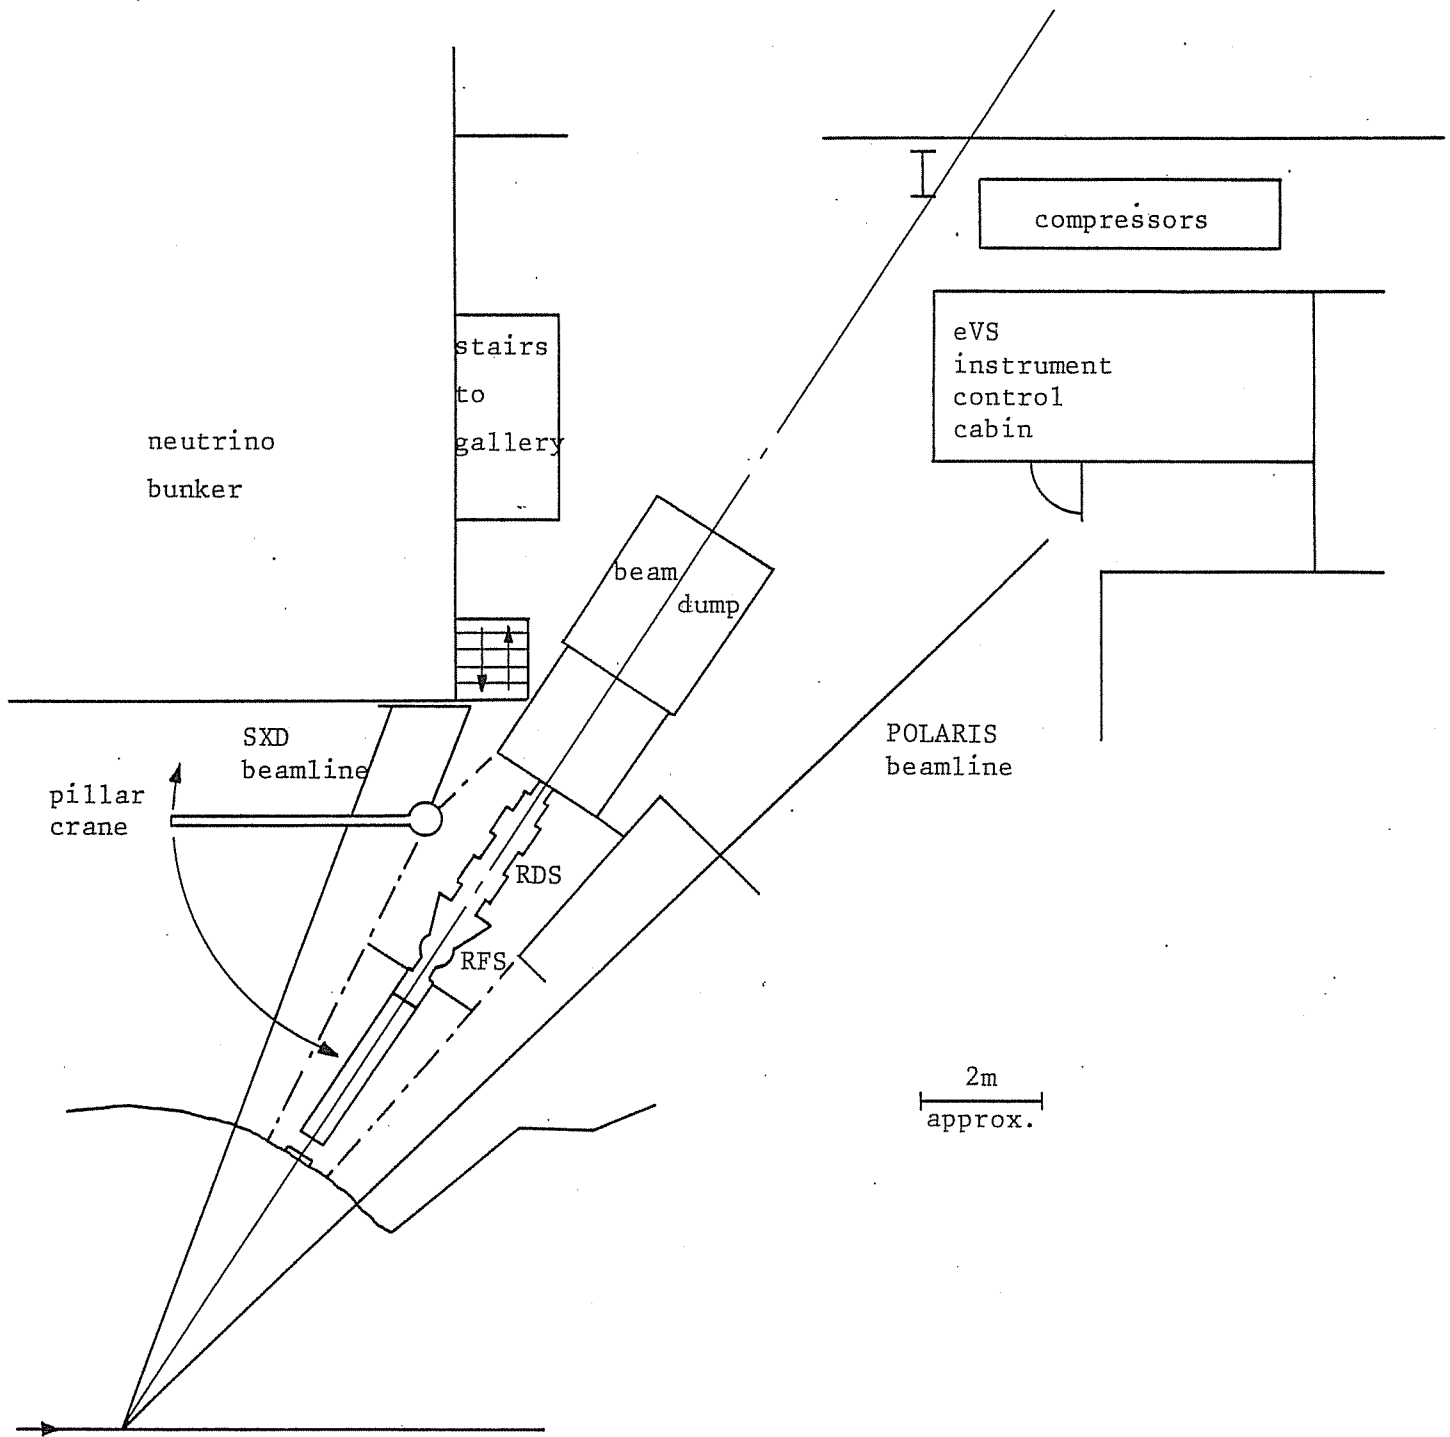 compressors
eVS
instrument
control
cabin
stairs
to
gallery
neutrino
bunker
beam
dump
SXD
beamline
POLARIS
beamline
pillar
crane
RDS
RFS
2m
approx.